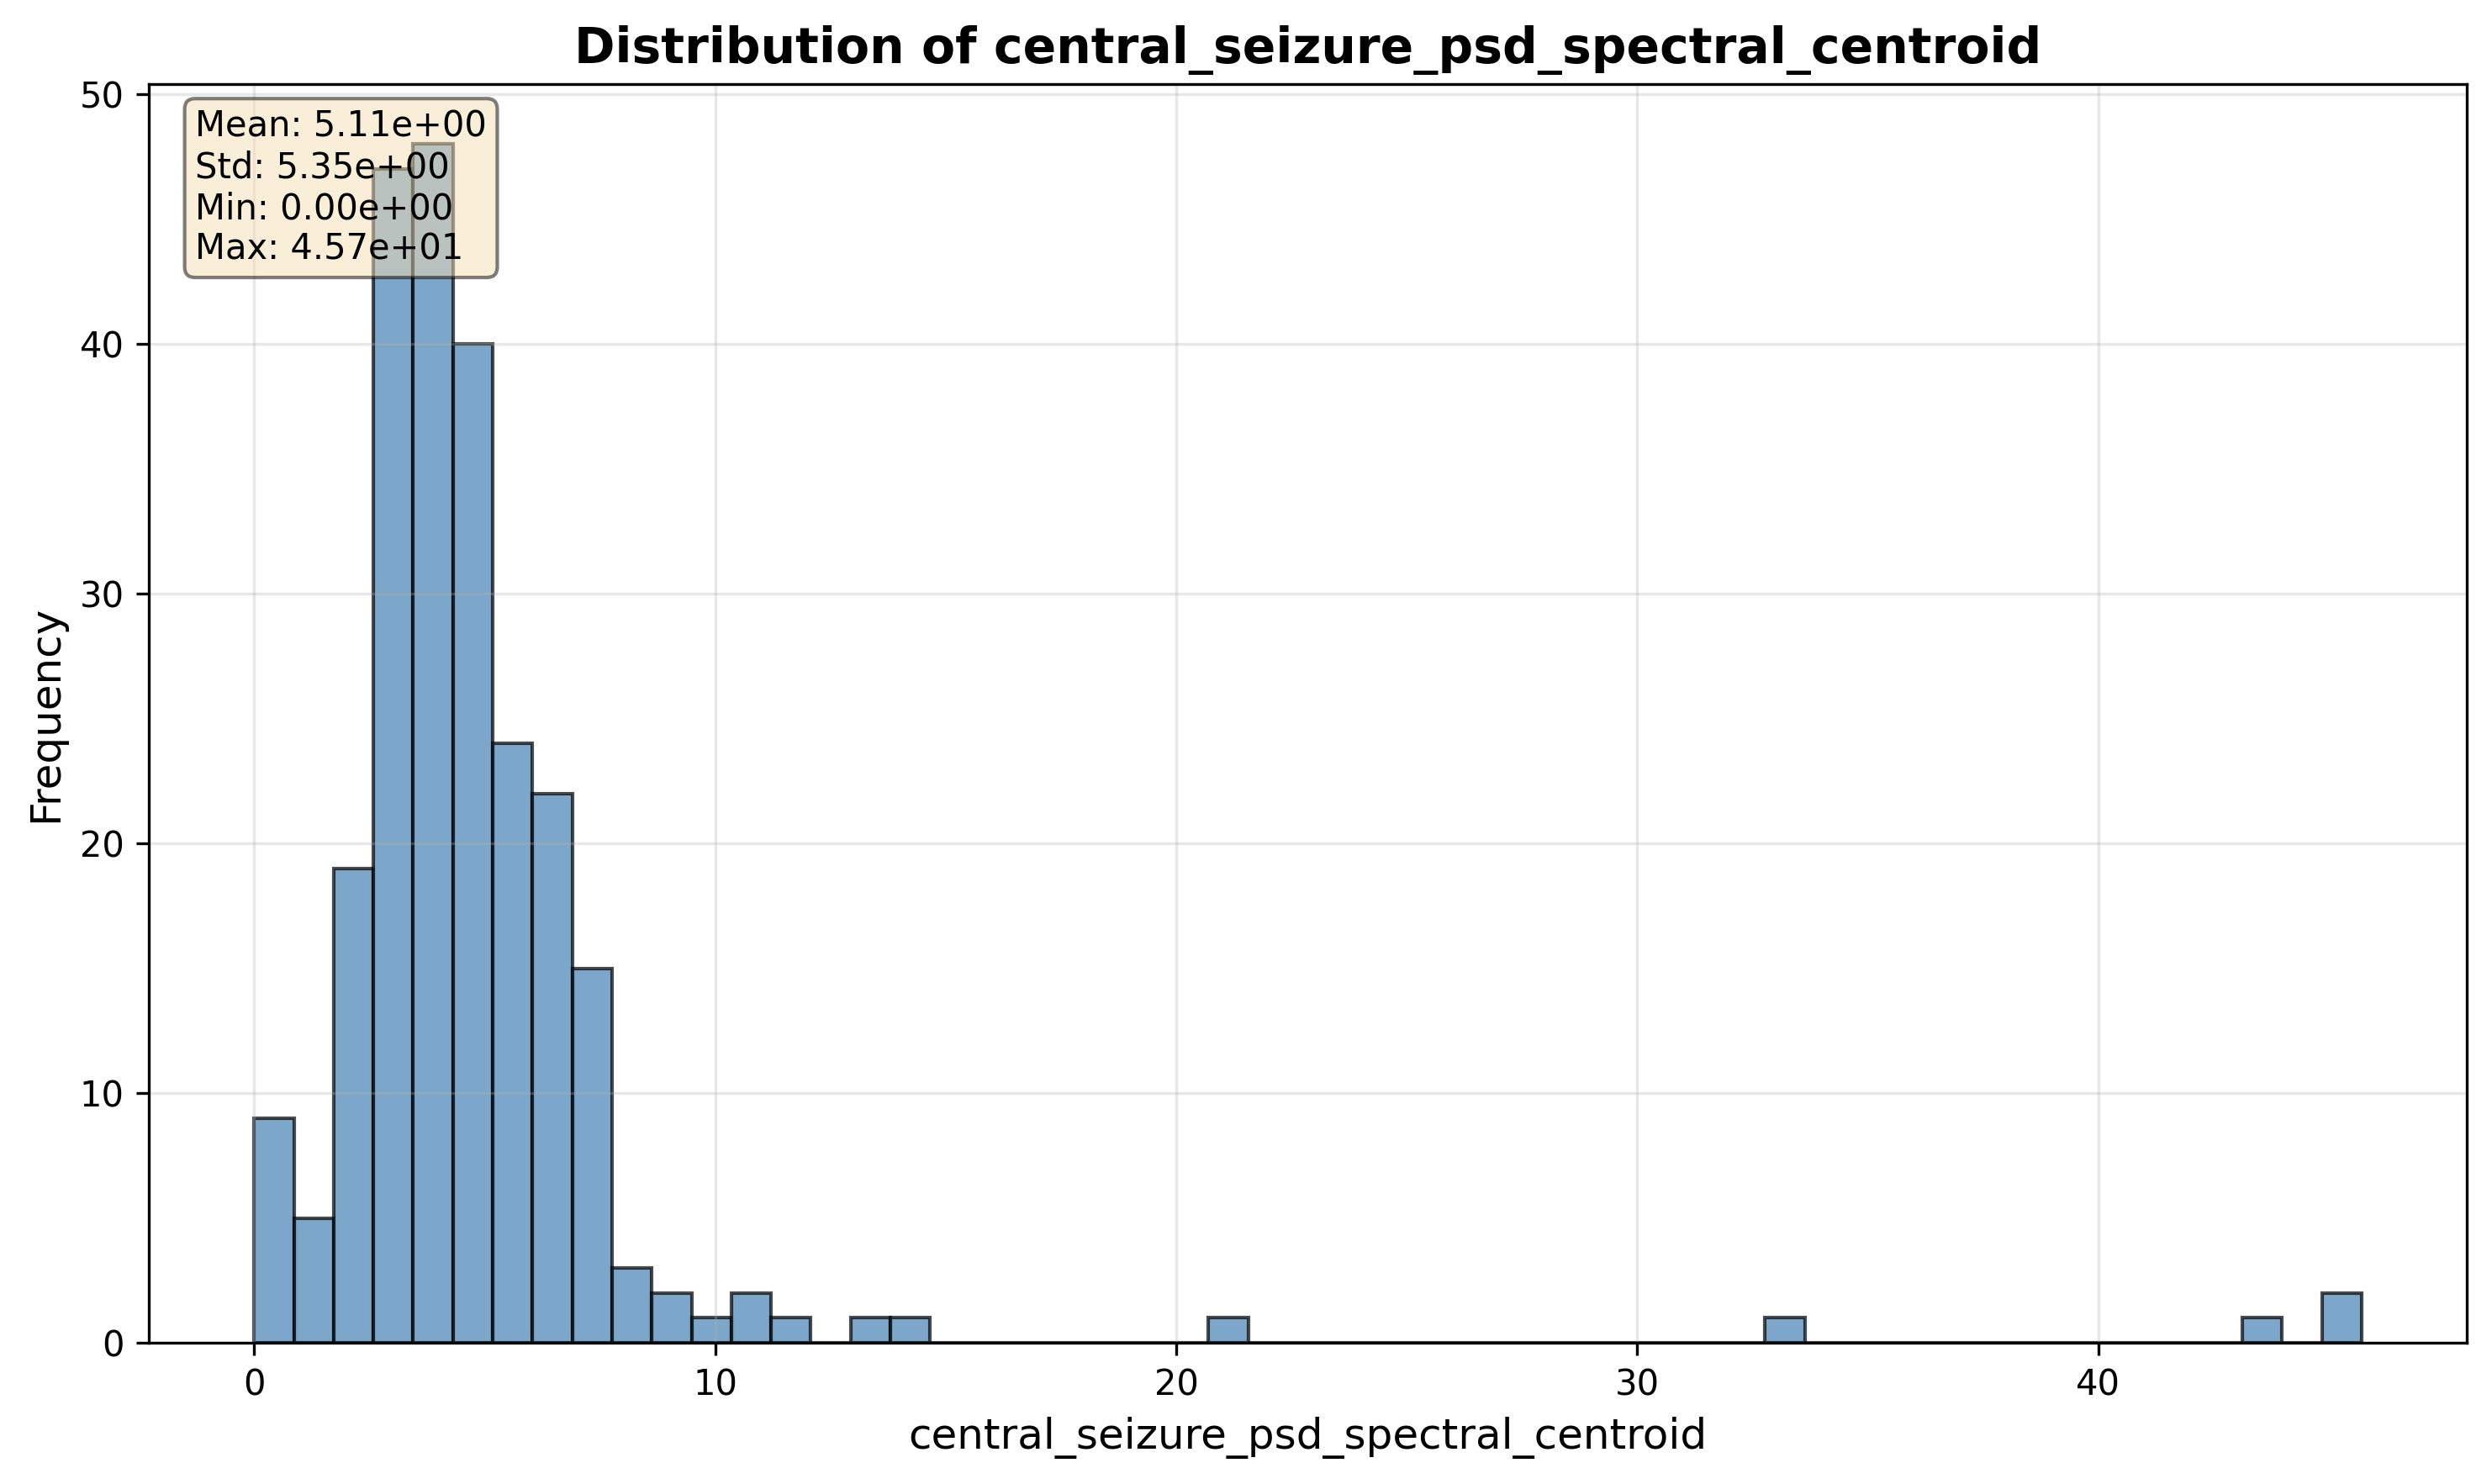 Distribution of central_seizure_psd_spectral_centroid
50
Mean: 5.11e+00
Std: 5.35e+00
Min: 0.00e+00
Max: 4.57e+01
40
30
20
10
0
Frequency
0 10 20 30 40
central_seizure_psd_spectral_centroid